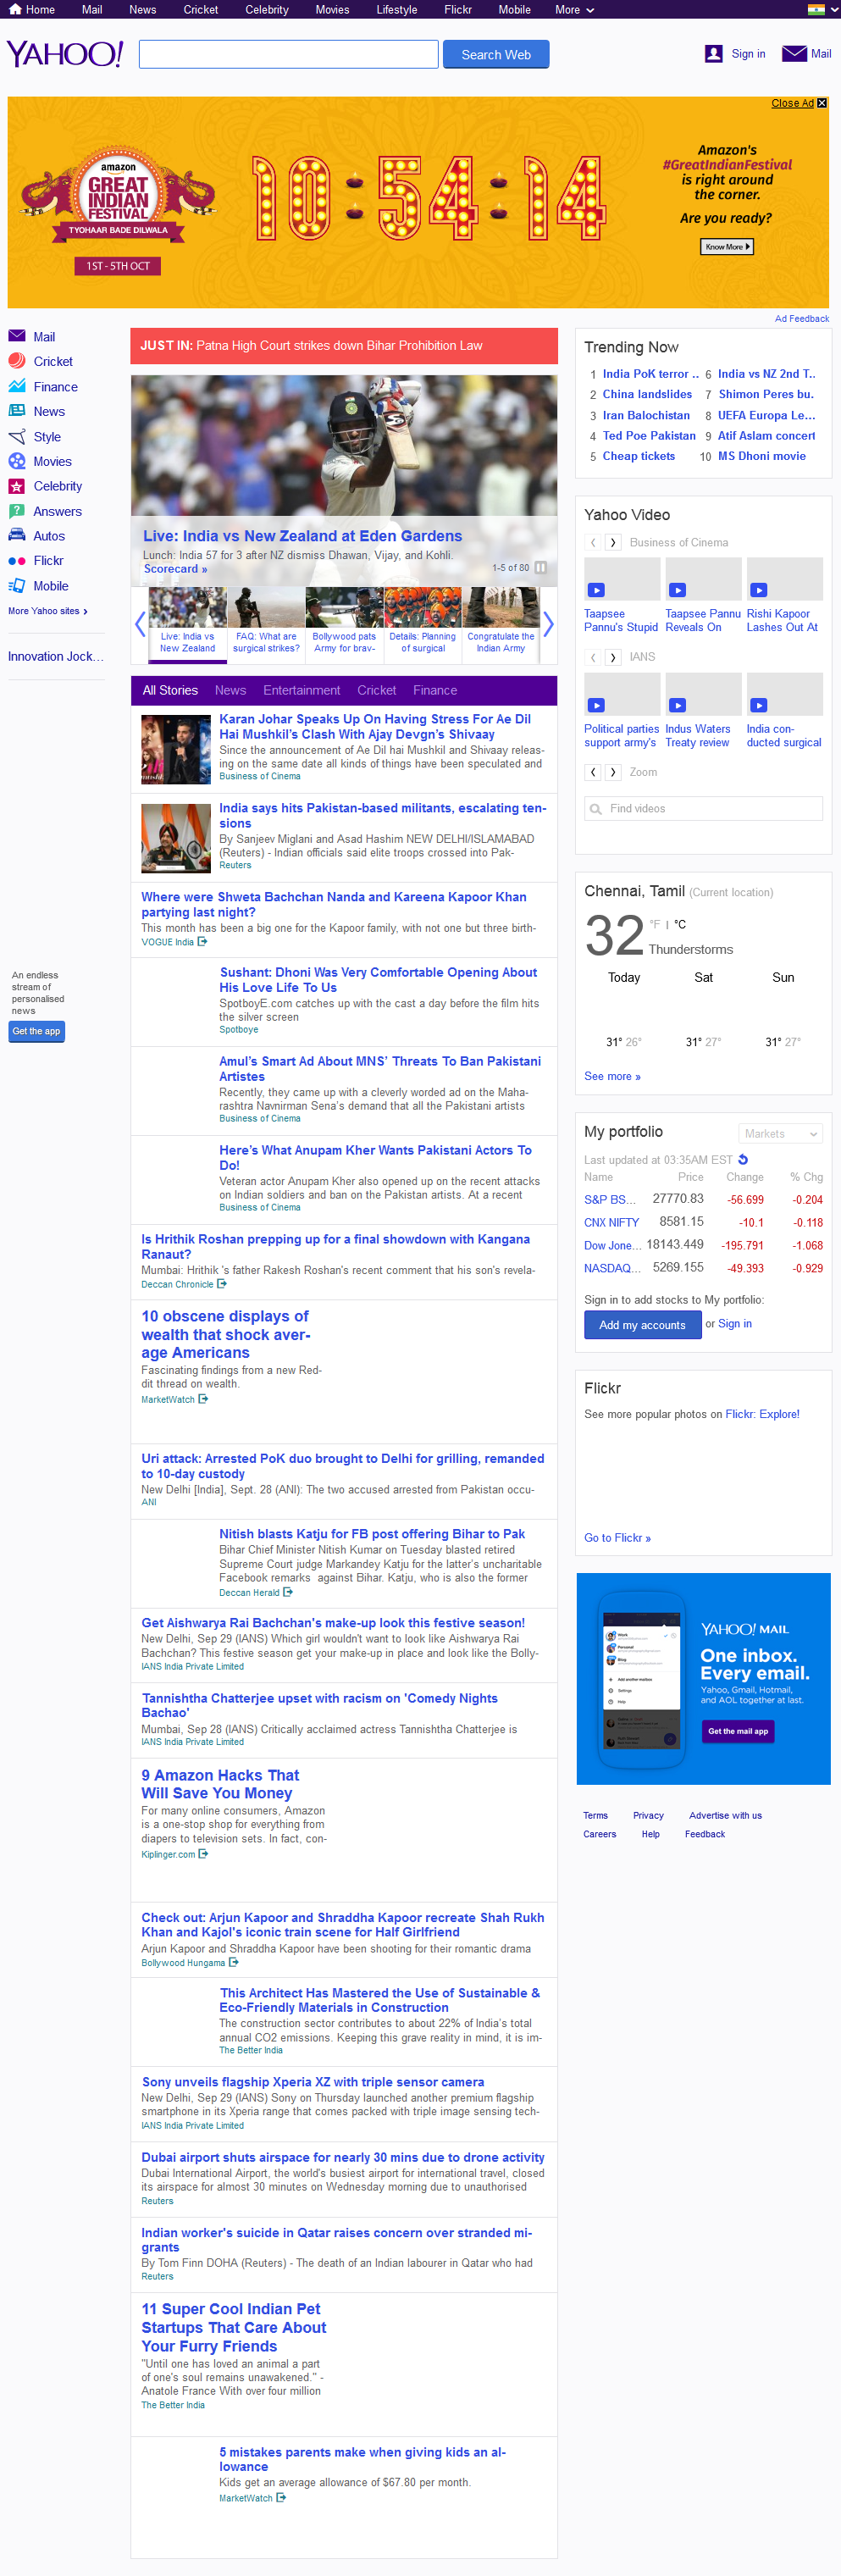 Home Mail News Cricket Celebrity Movies Lifestyle Flickr Mobile More
YAHOO! Search Web Sign in Mail
Close Ad
amazon
GREAT
INDIAN
FESTIVAL
TYOHAAR BADE DILWALA
1ST - 5TH OCT
10:54:14
Amazon's
#GreatIndianFestival
is right around
the corner.
Are you ready?
Know More
Ad Feedback
Mail
Cricket
Finance
News
Style
Movies
Celebrity
Answers
Autos
Flickr
Mobile
More Yahoo sites
Innovation Jock...
An endless
stream of
personalised
news
Get the app
JUST IN: Patna High Court strikes down Bihar Prohibition Law
Live: India vs New Zealand at Eden Gardens
Lunch: India 57 for 3 after NZ dismiss Dhawan, Vijay, and Kohli.
Scorecard »
1-5 of 80
Live: India vs
New Zealand
FAQ: What are
surgical strikes?
Bollywood pats
Army for brav-
Details: Planning
of surgical
Congratulate the
Indian Army
All Stories News Entertainment Cricket Finance
Karan Johar Speaks Up On Having Stress For Ae Dil
Hai Mushkil's Clash With Ajay Devgn's Shivaay
Since the announcement of Ae Dil hai Mushkil and Shivaay releas-
ing on the same date all kinds of things have been speculated and
Business of Cinema
India says hits Pakistan-based militants, escalating ten-
sions
By Sanjeev Miglani and Asad Hashim NEW DELHI/ISLAMABAD
(Reuters) - Indian officials said elite troops crossed into Pak-
Reuters
Where were Shweta Bachchan Nanda and Kareena Kapoor Khan
partying last night?
This month has been a big one for the Kapoor family, with not one but three birth-
VOGUE India
Sushant: Dhoni Was Very Comfortable Opening About
His Love Life To Us
SpotboyE.com catches up with the cast a day before the film hits
the silver screen
Spotboye
Amul's Smart Ad About MNS' Threats To Ban Pakistani
Artistes
Recently, they came up with a cleverly worded ad on the Maha-
rashtra Navnirman Sena's demand that all the Pakistani artists
Business of Cinema
Here's What Anupam Kher Wants Pakistani Actors To
Do!
Veteran actor Anupam Kher also opened up on the recent attacks
on Indian soldiers and ban on the Pakistan artists. At a recent
Business of Cinema
Is Hrithik Roshan prepping up for a final showdown with Kangana
Ranaut?
Mumbai: Hrithik 's father Rakesh Roshan's recent comment that his son's revela-
Deccan Chronicle
10 obscene displays of
wealth that shock aver-
age Americans
Fascinating findings from a new Red-
dit thread on wealth.
MarketWatch
Uri attack: Arrested PoK duo brought to Delhi for grilling, remanded
to 10-day custody
New Delhi [India], Sept. 28 (ANI): The two accused arrested from Pakistan occu-
ANI
Nitish blasts Katju for FB post offering Bihar to Pak
Bihar Chief Minister Nitish Kumar on Tuesday blasted retired
Supreme Court judge Markandey Katju for the latter's uncharitable
Facebook remarks against Bihar. Katju, who is also the former
Deccan Herald
Get Aishwarya Rai Bachchan's make-up look this festive season!
New Delhi, Sep 29 (IANS) Which girl wouldn't want to look like Aishwarya Rai
Bachchan? This festive season get your make-up in place and look like the Bolly-
IANS India Private Limited
Tannishtha Chatterjee upset with racism on 'Comedy Nights
Bachao'
Mumbai, Sep 28 (IANS) Critically acclaimed actress Tannishtha Chatterjee is
IANS India Private Limited
9 Amazon Hacks That
Will Save You Money
For many online consumers, Amazon
is a one-stop shop for everything from
diapers to television sets. In fact, con-
Kiplinger.com
Check out: Arjun Kapoor and Shraddha Kapoor recreate Shah Rukh
Khan and Kajol's iconic train scene for Half Girlfriend
Arjun Kapoor and Shraddha Kapoor have been shooting for their romantic drama
Bollywood Hungama
This Architect Has Mastered the Use of Sustainable &
Eco-Friendly Materials in Construction
The construction sector contributes to about 22% of India's total
annual CO2 emissions. Keeping this grave reality in mind, it is im-
The Better India
Sony unveils flagship Xperia XZ with triple sensor camera
New Delhi, Sep 29 (IANS) Sony on Thursday launched another premium flagship
smartphone in its Xperia range that comes packed with triple image sensing tech-
IANS India Private Limited
Dubai airport shuts airspace for nearly 30 mins due to drone activity
Dubai International Airport, the world's busiest airport for international travel, closed
its airspace for almost 30 minutes on Wednesday morning due to unauthorised
Reuters
Indian worker's suicide in Qatar raises concern over stranded mi-
grants
By Tom Finn DOHA (Reuters) - The death of an Indian labourer in Qatar who had
Reuters
11 Super Cool Indian Pet
Startups That Care About
Your Furry Friends
"Until one has loved an animal a part
of one's soul remains unawakened." -
Anatole France With over four million
The Better India
5 mistakes parents make when giving kids an al-
lowance
Kids get an average allowance of $67.80 per month.
MarketWatch
Trending Now
1 India PoK terror .. 6 India vs NZ 2nd T..
2 China landslides 7 Shimon Peres bu.
3 Iran Balochistan 8 UEFA Europa Le...
4 Ted Poe Pakistan 9 Atif Aslam concert
5 Cheap tickets 10 MS Dhoni movie
Yahoo Video
Business of Cinema
Taapsee
Pannu's Stupid
Taapsee Pannu
Reveals On
Rishi Kapoor
Lashes Out At
IANS
Political parties
support army's
Indus Waters
Treaty review
India con-
ducted surgical
Zoom
Find videos
Chennai, Tamil (Current location)
32 °F | °C
Thunderstorms
Today Sat Sun
31° 26° 31° 27° 31° 27°
See more »
My portfolio Markets
Last updated at 03:35AM EST
Name Price Change % Chg
S&P BS... 27770.83 -56.699 -0.204
CNX NIFTY 8581.15 -10.1 -0.118
Dow Jone... 18143.449 -195.791 -1.068
NASDAQ... 5269.155 -49.393 -0.929
Sign in to add stocks to My portfolio:
Add my accounts or Sign in
Flickr
See more popular photos on Flickr: Explore!
Go to Flickr »
Work
Personal
Blog
Add another mailbox
Settings
Help
YAHOO! MAIL
One inbox.
Every email.
Yahoo, Gmail, Hotmail,
and AOL together at last.
Get the mail app
Terms Privacy Advertise with us
Careers Help Feedback